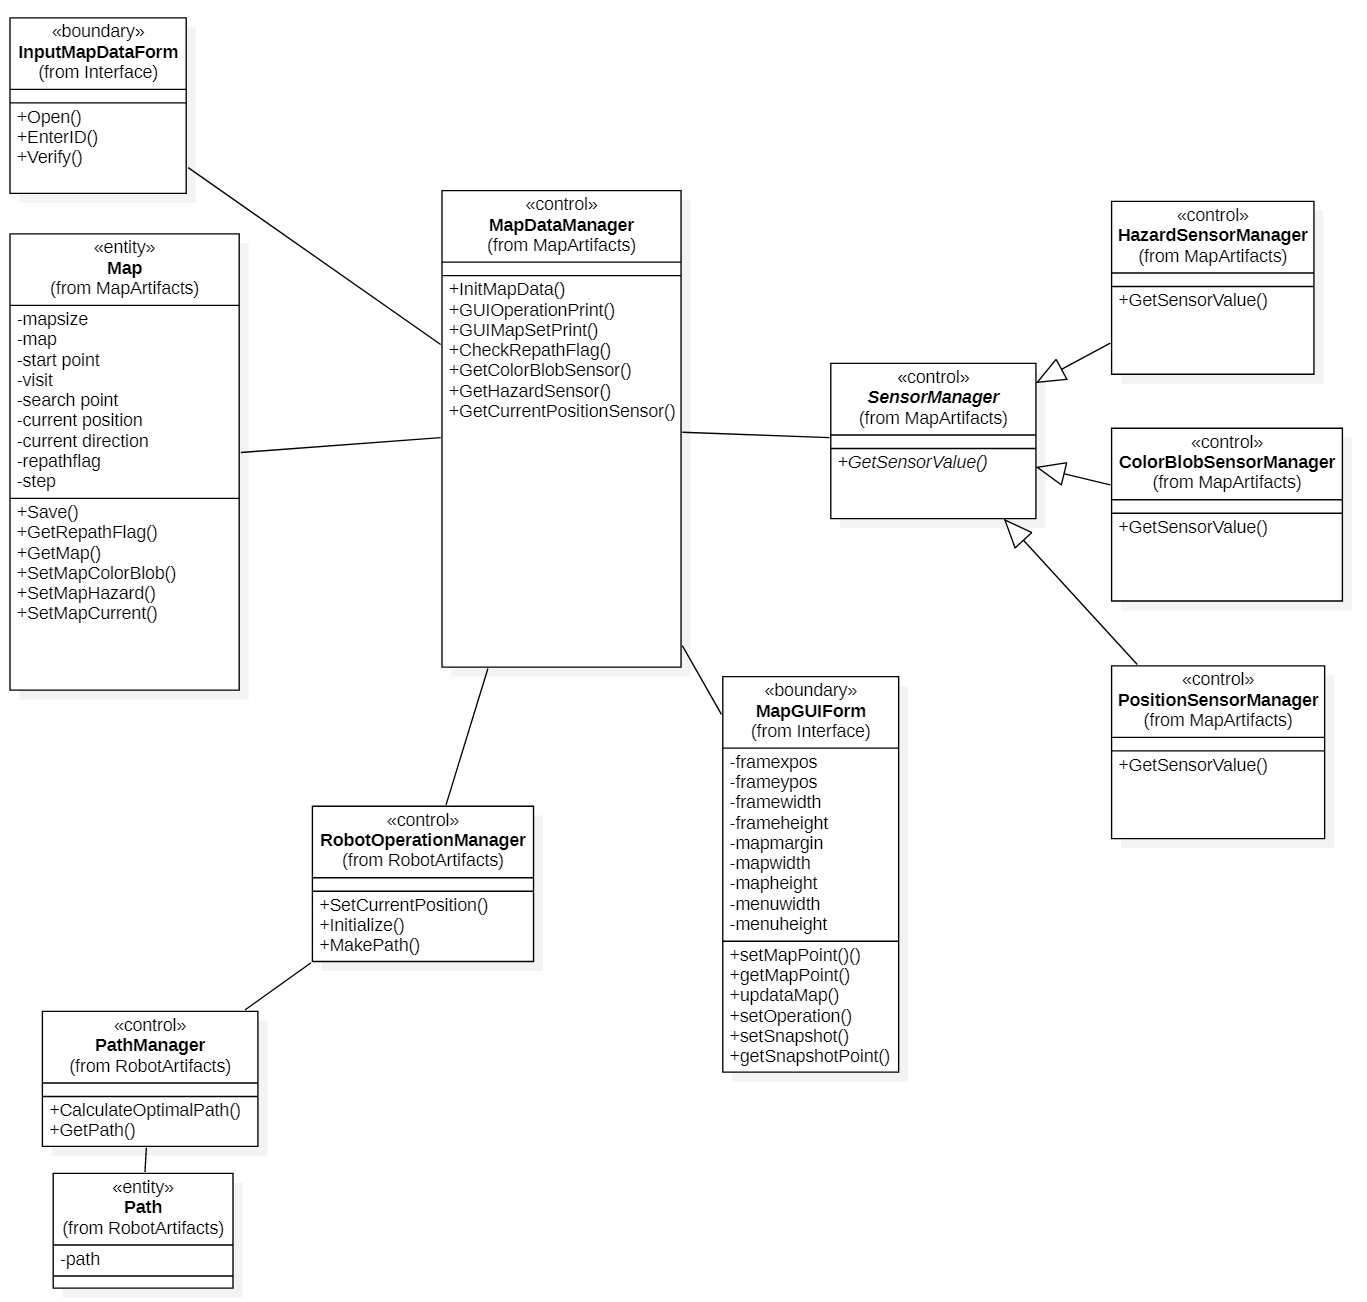 «boundary»
InputMapDataForm
(from Interface)
+Open()
+EnterID()
+Verify()
«entity»
Map
(from MapArtifacts)
-mapsize
-map
-start point
-visit
-search point
-current position
-current direction
-repathflag
-step
+Save()
+GetRepathFlag()
+GetMap()
+SetMapColorBlob()
+SetMapHazard()
+SetMapCurrent()
«control»
MapDataManager
(from MapArtifacts)
+InitMapData()
+GUIOperationPrint()
+GUIMapSetPrint()
+CheckRepathFlag()
+GetColorBlobSensor()
+GetHazardSensor()
+GetCurrentPositionSensor()
«control»
SensorManager
(from MapArtifacts)
+GetSensorValue()
«control»
HazardSensorManager
(from MapArtifacts)
+GetSensorValue()
«control»
ColorBlobSensorManager
(from MapArtifacts)
+GetSensorValue()
«control»
PositionSensorManager
(from MapArtifacts)
+GetSensorValue()
«boundary»
MapGUIForm
(from Interface)
-framexpos
-frameypos
-framewidth
-frameheight
-mapmargin
-mapwidth
-mapheight
-menuwidth
-menuheight
+setMapPoint()()
+getMapPoint()
+updataMap()
+setOperation()
+setSnapshot()
+getSnapshotPoint()
«control»
RobotOperationManager
(from RobotArtifacts)
+SetCurrentPosition()
+Initialize()
+MakePath()
«control»
PathManager
(from RobotArtifacts)
+CalculateOptimalPath()
+GetPath()
«entity»
Path
(from RobotArtifacts)
-path